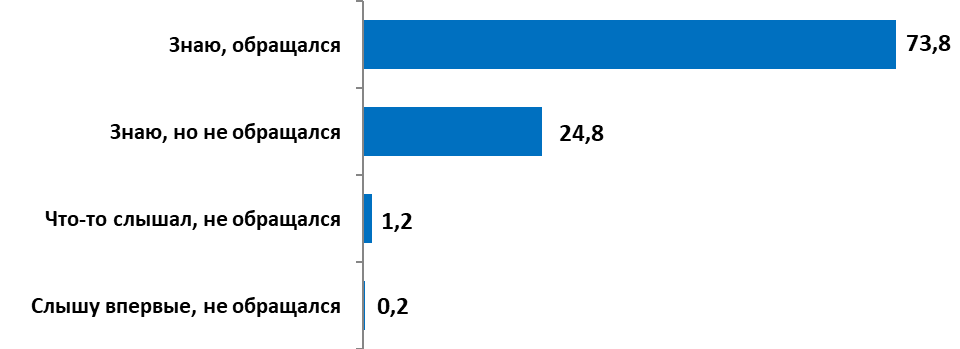 Знаю, обращался 73,8
Знаю, но не обращался 24,8
Что-то слышал, не обращался 1,2
Слышу впервые, не обращался 0,2